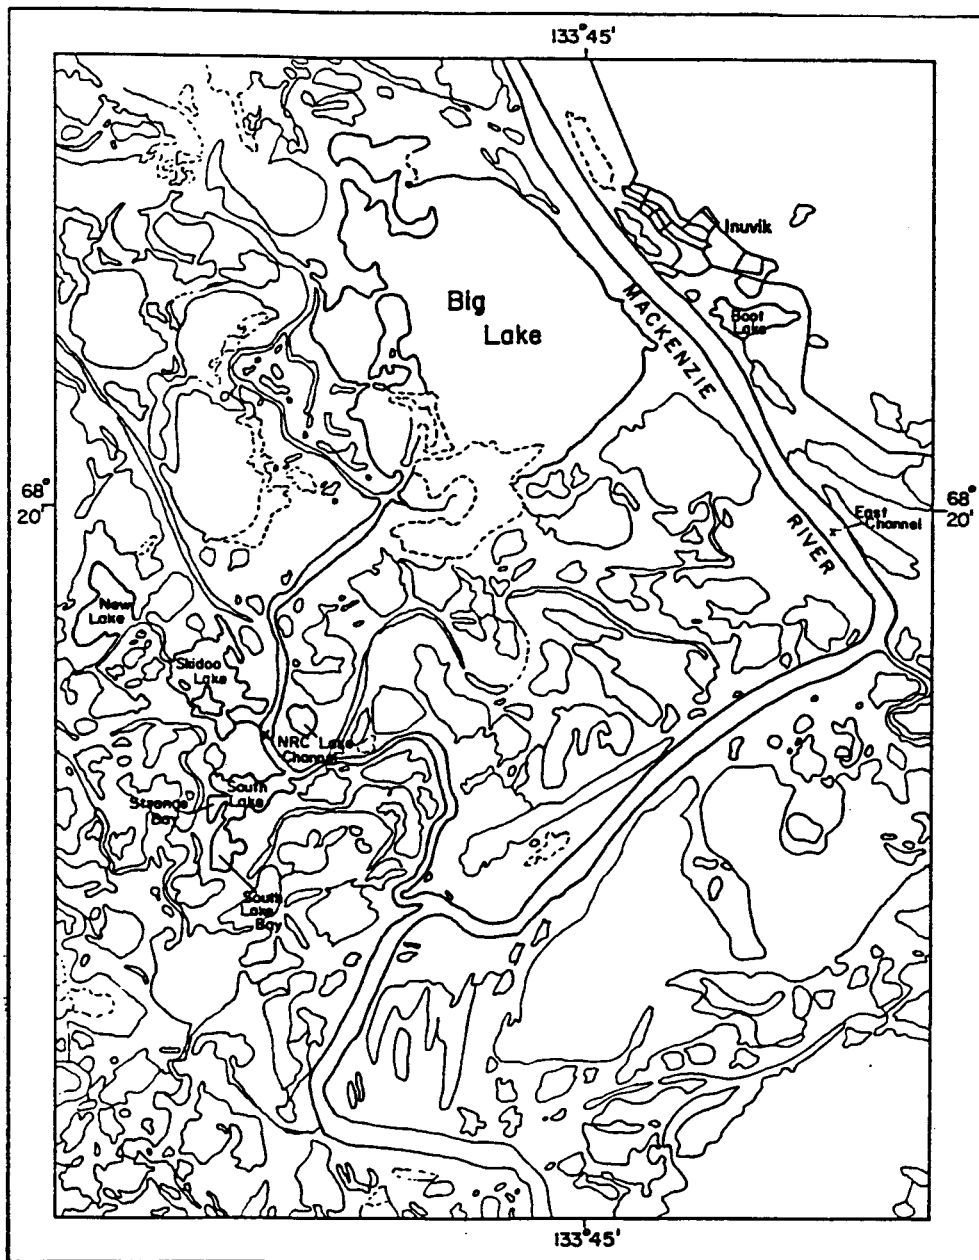 133°45'
Inuvik
Big
Lake
Boot
Lake
MACKENZIE
RIVER
68°
20'
68°
20'
East
Channel
New
Lake
Skidoo
Lake
NRC Lake
Channel
South
Lake
Strange
Bay
South
Lake
Bay
133°45'